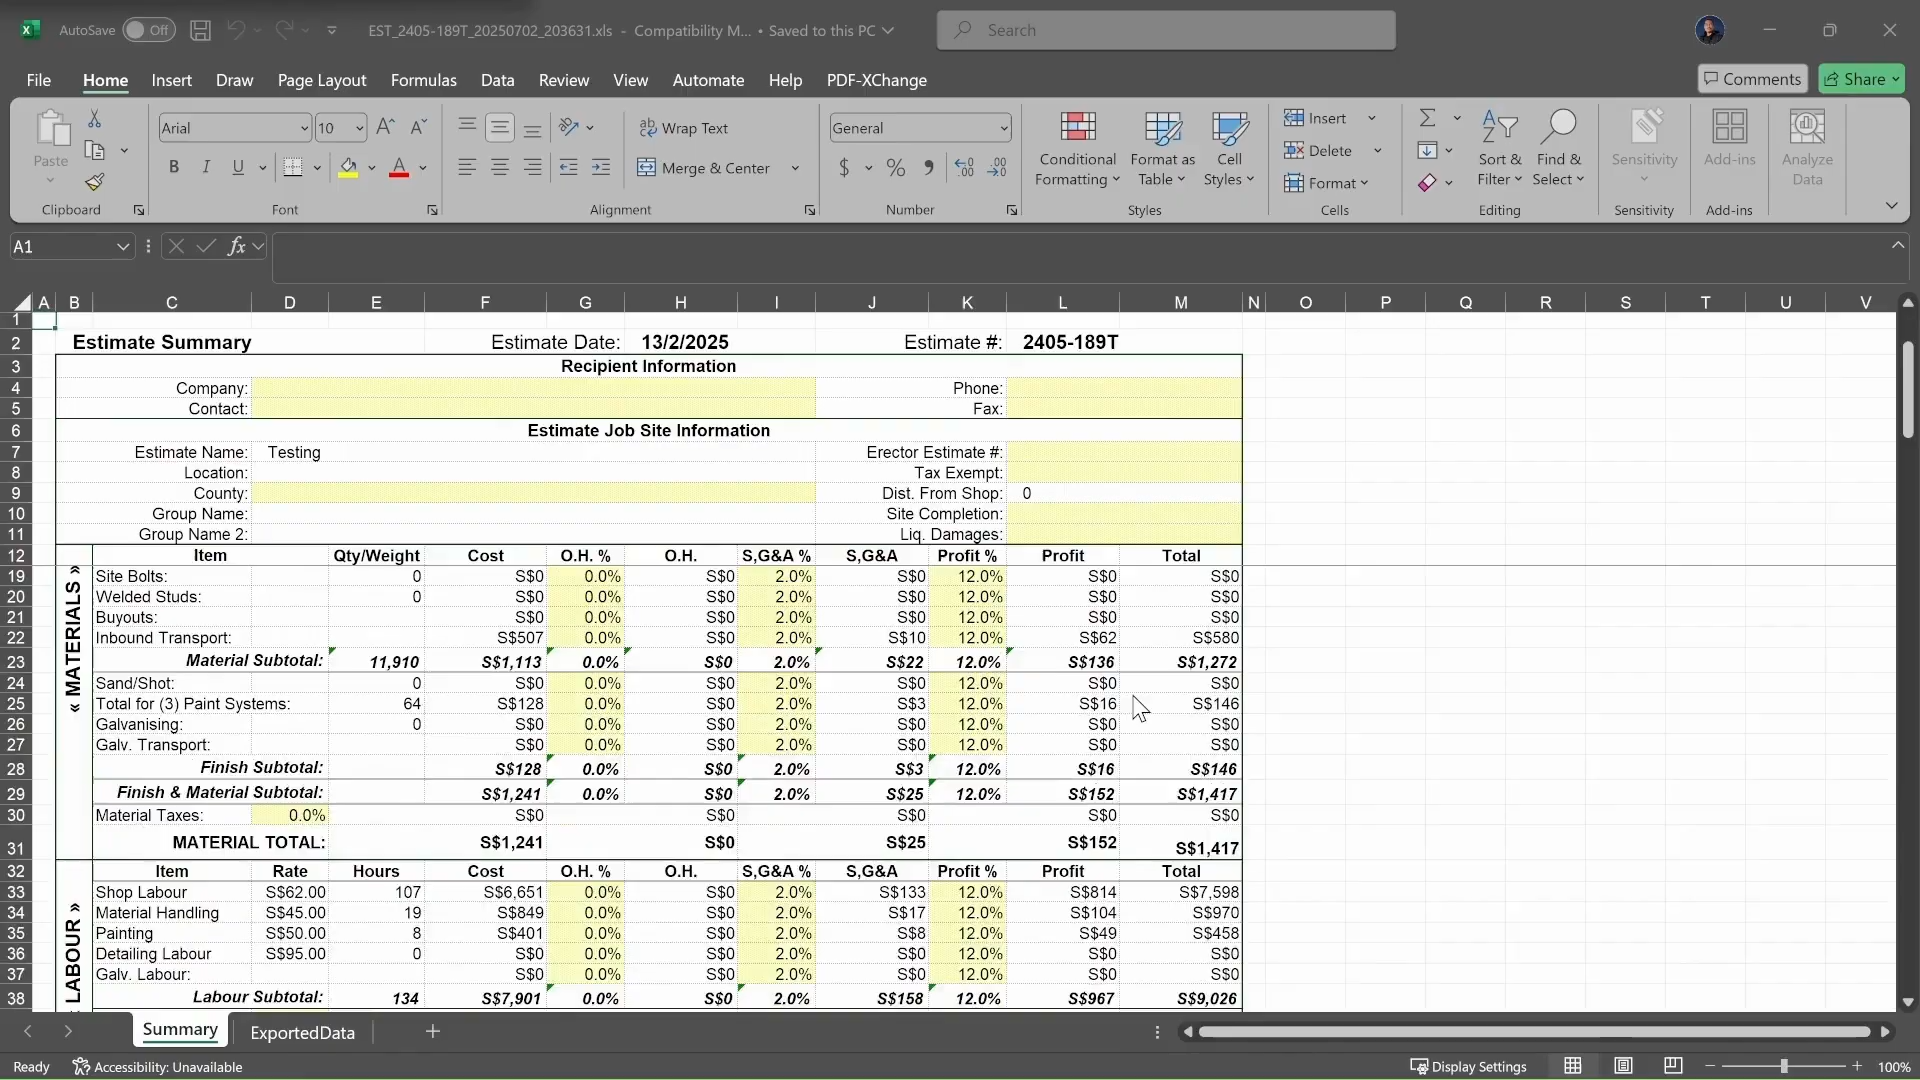 AutoSave Off EST_2405-189T_20250702_203631.xls - Compatibility M... • Saved to this PC Search
File Home Insert Draw Page Layout Formulas Data Review View Automate Help PDF-XChange Comments Share
Paste Arial 10 Wrap Text General Insert
B I U A Merge & Center $ % Conditional Formatting Format as Table Cell Styles Delete Format Sort & Filter Find & Select Sensitivity Add-ins Analyze Data
Clipboard Font Alignment Number Styles Cells Editing Sensitivity Add-ins
A1 fx
A B C D E F G H I J K L M N O P Q R S T U V
1
2 Estimate Summary Estimate Date: 13/2/2025 Estimate #: 2405-189T
3 Recipient Information
4 Company: Phone:
5 Contact: Fax:
6 Estimate Job Site Information
7 Estimate Name: Testing Erector Estimate #:
8 Location: Tax Exempt:
9 County: Dist. From Shop: 0
10 Group Name: Site Completion:
11 Group Name 2: Liq. Damages:
12 Item Qty/Weight Cost O.H. % O.H. S,G&A % S,G&A Profit % Profit Total
« MATERIALS »
19 Site Bolts: 0 S$0 0.0% S$0 2.0% S$0 12.0% S$0 S$0
20 Welded Studs: 0 S$0 0.0% S$0 2.0% S$0 12.0% S$0 S$0
21 Buyouts: S$0 0.0% S$0 2.0% S$0 12.0% S$0 S$0
22 Inbound Transport: S$507 0.0% S$0 2.0% S$10 12.0% S$62 S$580
23 Material Subtotal: 11,910 S$1,113 0.0% S$0 2.0% S$22 12.0% S$136 S$1,272
24 Sand/Shot: 0 S$0 0.0% S$0 2.0% S$0 12.0% S$0 S$0
25 Total for (3) Paint Systems: 64 S$128 0.0% S$0 2.0% S$3 12.0% S$16 S$146
26 Galvanising: 0 S$0 0.0% S$0 2.0% S$0 12.0% S$0 S$0
27 Galv. Transport: S$0 0.0% S$0 2.0% S$0 12.0% S$0 S$0
28 Finish Subtotal: S$128 0.0% S$0 2.0% S$3 12.0% S$16 S$146
29 Finish & Material Subtotal: S$1,241 0.0% S$0 2.0% S$25 12.0% S$152 S$1,417
30 Material Taxes: 0.0% S$0 S$0 S$0 S$0 S$0
31 MATERIAL TOTAL: S$1,241 S$0 S$25 S$152 S$1,417
32 Item Rate Hours Cost O.H. % O.H. S,G&A % S,G&A Profit % Profit Total
LABOUR »
33 Shop Labour S$62.00 107 S$6,651 0.0% S$0 2.0% S$133 12.0% S$814 S$7,598
34 Material Handling S$45.00 19 S$849 0.0% S$0 2.0% S$17 12.0% S$104 S$970
35 Painting S$50.00 8 S$401 0.0% S$0 2.0% S$8 12.0% S$49 S$458
36 Detailing Labour S$95.00 0 S$0 0.0% S$0 2.0% S$0 12.0% S$0 S$0
37 Galv. Labour: S$0 0.0% S$0 2.0% S$0 12.0% S$0 S$0
38 Labour Subtotal: 134 S$7,901 0.0% S$0 2.0% S$158 12.0% S$967 S$9,026
Summary ExportedData
Ready Accessibility: Unavailable Display Settings 100%